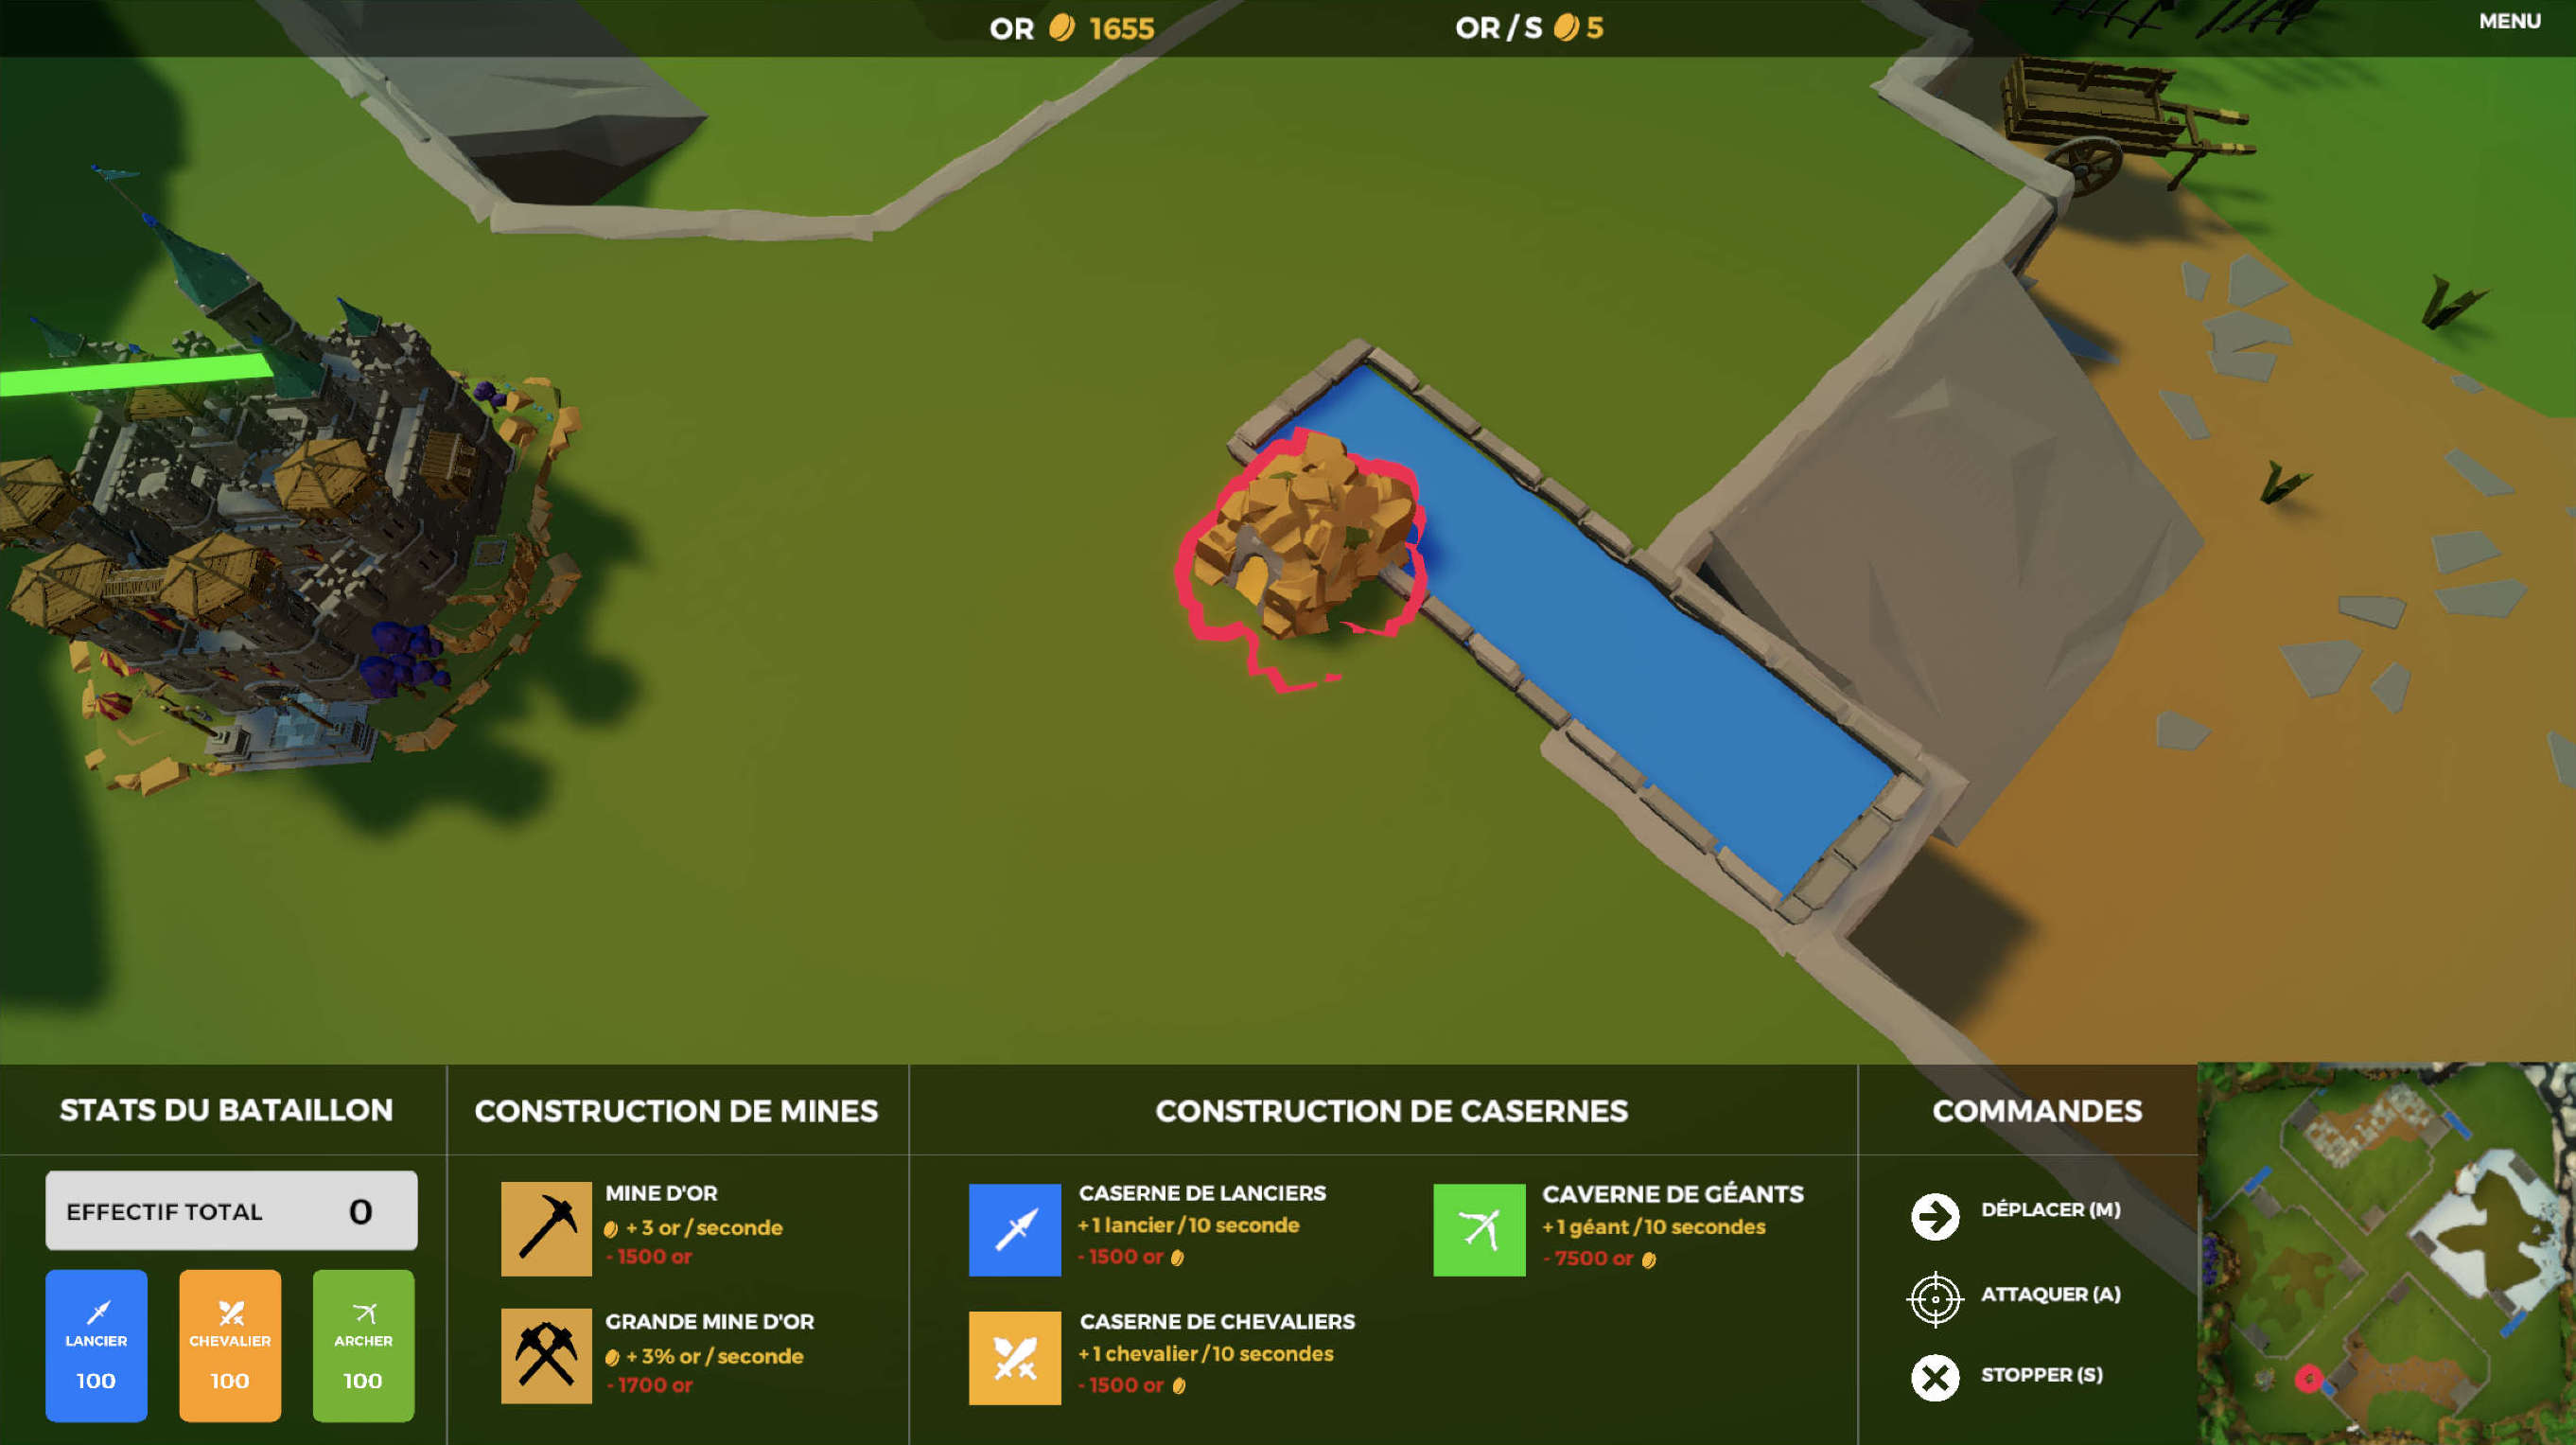 OR 1655
OR / S 5
MENU
STATS DU BATAILLON
EFFECTIF TOTAL 0
LANCIER
100
CHEVALIER
100
ARCHER
100
CONSTRUCTION DE MINES
MINE D'OR
+ 3 or / seconde
- 1500 or
GRANDE MINE D'OR
+ 3% or / seconde
- 1700 or
CONSTRUCTION DE CASERNES
CASERNE DE LANCIERS
+ 1 lancier / 10 seconde
- 1500 or
CASERNE DE CHEVALIERS
+ 1 chevalier / 10 secondes
- 1500 or
CAVERNE DE GÉANTS
+ 1 géant / 10 secondes
- 7500 or
COMMANDES
DÉPLACER (M)
ATTAQUER (A)
STOPPER (S)